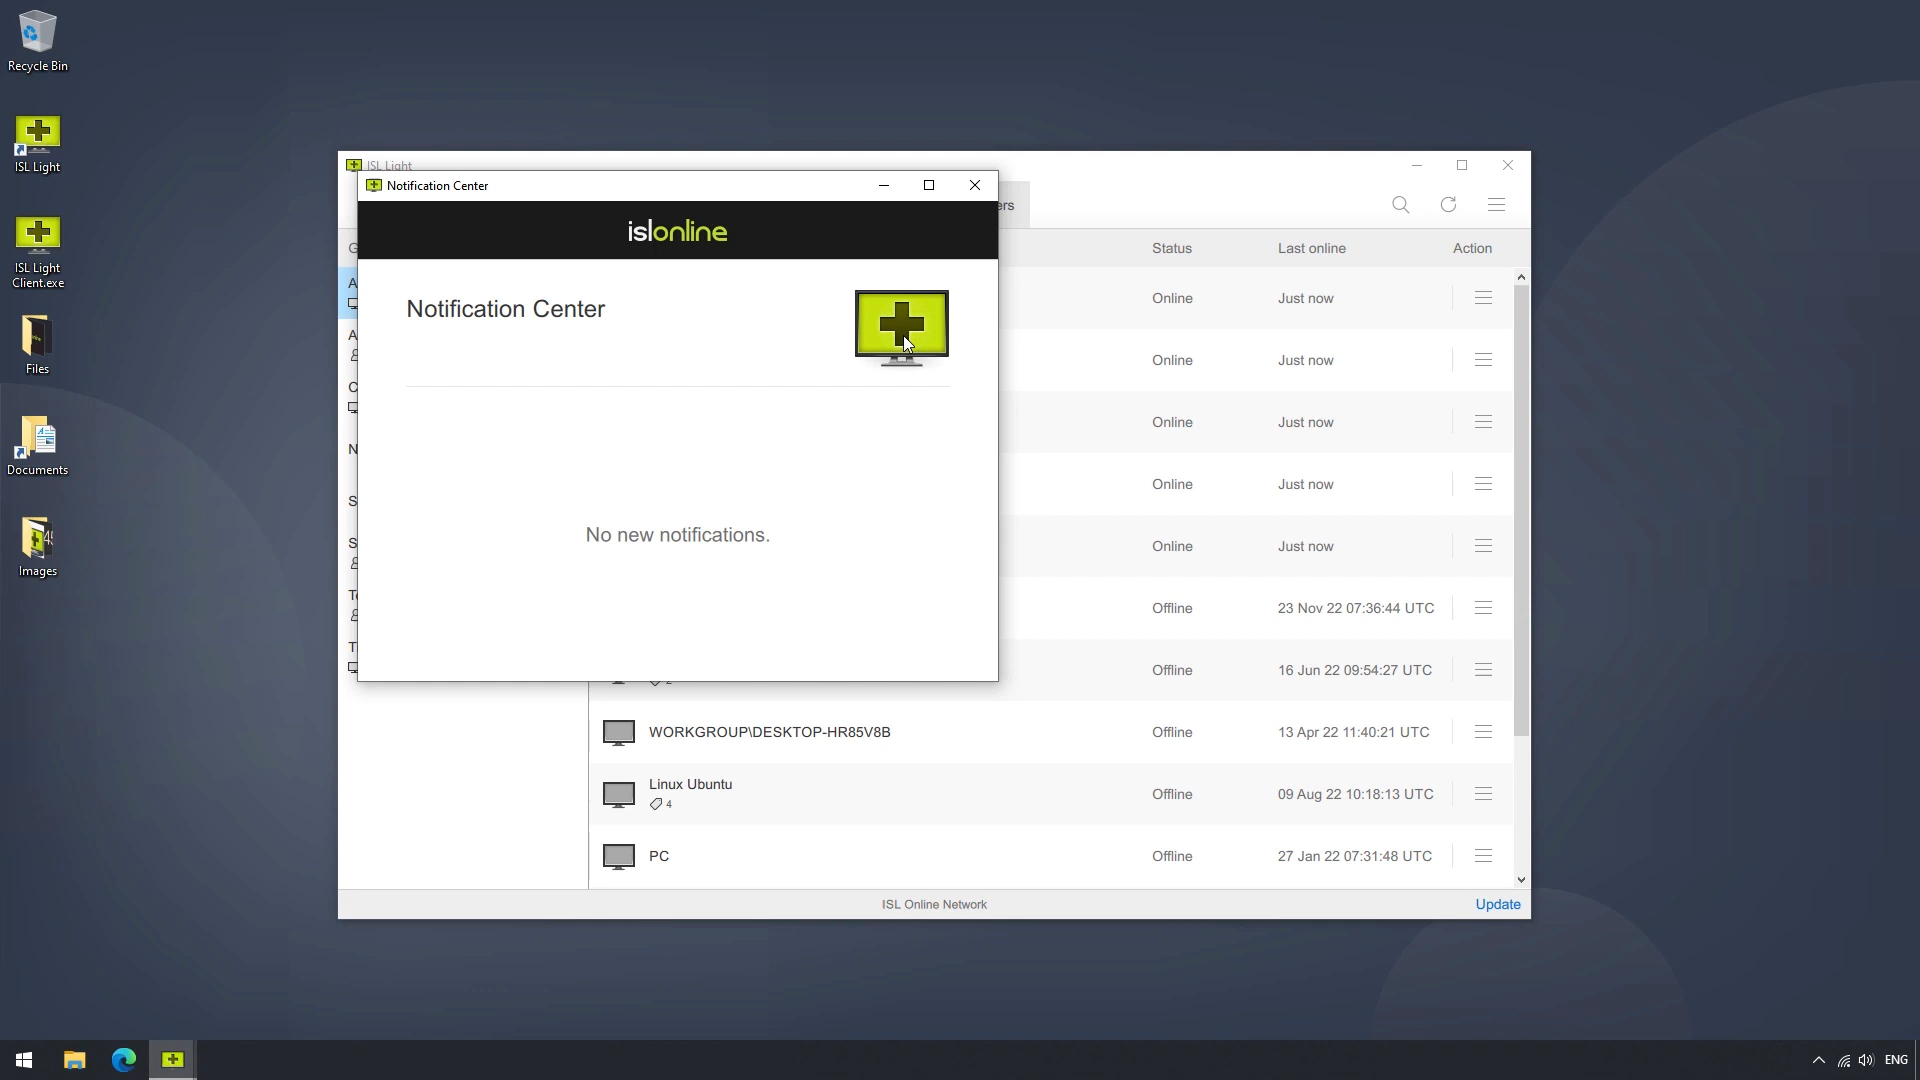 Recycle Bin
ISL Light
ISL Light
Client.exe
Files
Documents
Images
ISL Light
Notification Center
islonline
Notification Center
No new notifications.
Status
Last online
Action
Online
Just now
Online
Just now
Online
Just now
Online
Just now
Online
Just now
Offline
23 Nov 22 07:36:44 UTC
Offline
16 Jun 22 09:54:27 UTC
WORKGROUP\DESKTOP-HR85V8B
Offline
13 Apr 22 11:40:21 UTC
Linux Ubuntu
4
Offline
09 Aug 22 10:18:13 UTC
PC
Offline
27 Jan 22 07:31:48 UTC
ISL Online Network
Update
ENG